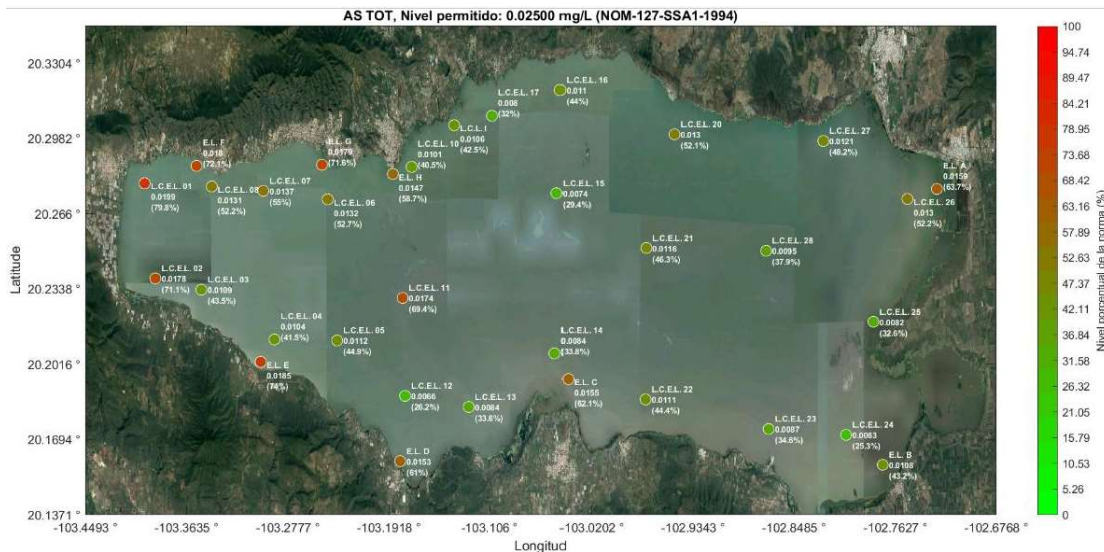 AS TOT, Nivel permitido: 0.02500 mg/L (NOM-127-SSA1-1994)
20.3304
20.2982
20.266
20.2338
20.2016
20.1694
20.1371
Latitude
-103.4493 °
-103.3635 °
-103.2777 °
-103.1918 °
-103.106 °
-103.0202 °
-102.9343 °
-102.8485 °
-102.7627 °
-102.6768 °
Longitud
L.C.E.L. 16
0.011
(44%)
L.C.E.L. 17
0.008
(32%)
L.C.L. I
0.0106
(42.5%)
L.C.E.L. 20
0.013
(52.1%)
L.C.E.L. 27
0.0121
(48.2%)
E.L. F
0.018
(72.1%)
E.L. G
0.0179
(71.6%)
L.C.E.L. 10
0.0101
(40.5%)
E.L. H
0.0147
(58.7%)
E.L. A
0.0159
(63.7%)
L.C.E.L. 01
0.0199
(79.8%)
L.C.E.L. 08
0.0131
(52.2%)
L.C.E.L. 07
0.0137
(55%)
L.C.E.L. 06
0.0132
(52.7%)
L.C.E.L. 15
0.0074
(29.4%)
L.C.E.L. 26
0.013
(52.2%)
L.C.E.L. 21
0.0116
(46.3%)
L.C.E.L. 28
0.0095
(37.9%)
L.C.E.L. 02
0.0178
(71.1%)
L.C.E.L. 03
0.0109
(43.5%)
L.C.E.L. 11
0.0174
(69.4%)
L.C.E.L. 25
0.0082
(32.6%)
L.C.E.L. 04
0.0104
(41.5%)
L.C.E.L. 05
0.0112
(44.9%)
L.C.E.L. 14
0.0084
(33.8%)
E.L. E
0.0185
(74%)
E.L. C
0.0155
(62.1%)
L.C.E.L. 12
0.0066
(26.2%)
L.C.E.L. 13
0.0084
(33.6%)
L.C.E.L. 22
0.0111
(44.4%)
L.C.E.L. 23
0.0087
(34.6%)
L.C.E.L. 24
0.0063
(25.3%)
E.L. D
0.0153
(61%)
E.L. B
0.0108
(43.2%)
100
94.74
89.47
84.21
78.95
73.68
68.42
63.16
57.89
52.63
47.37
42.11
36.84
31.58
26.32
21.05
15.79
10.53
5.26
Nivel porcentual de la norma (%)